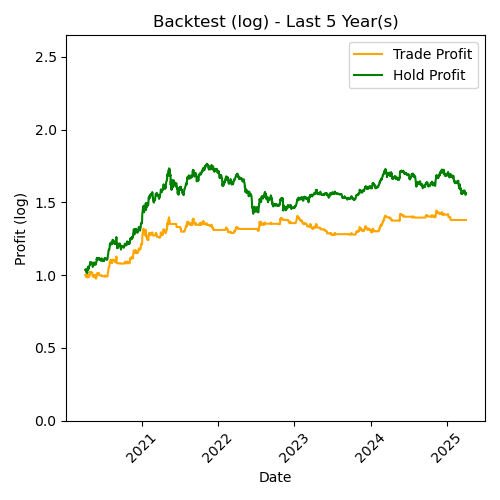 Backtest (log) - Last 5 Year(s)
Trade Profit
Hold Profit
Profit (log)
2.5
2.0
1.5
1.0
0.5
0.0
2021
2022
2023
2024
2025
Date